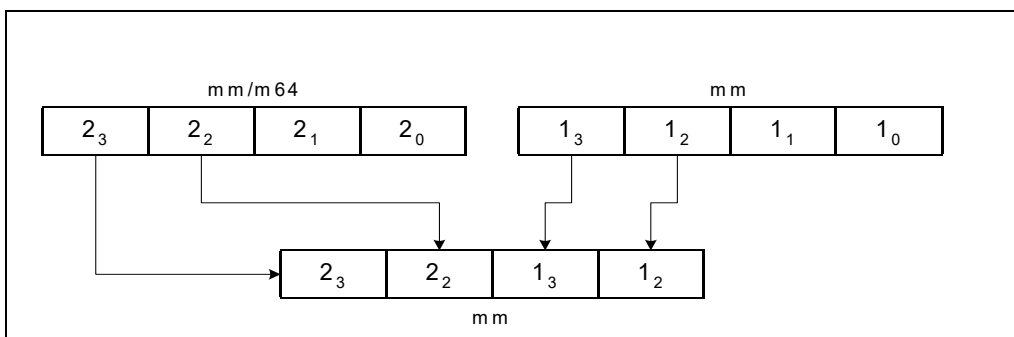 mm/m64 mm
2₃ 2₂ 2₁ 2₀ 1₃ 1₂ 1₁ 1₀
2₃ 2₂ 1₃ 1₂
mm